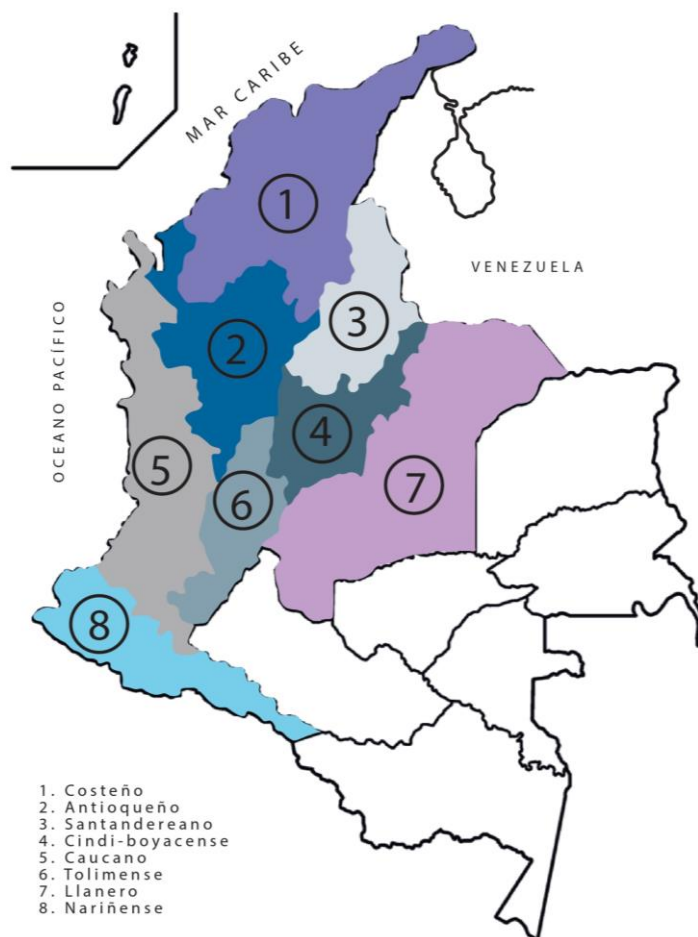 MAR CARIBE
1
VENEZUELA
OCEANO PACÍFICO
3
2
4
5
7
6
8
1. Costeño
2. Antioqueño
3. Santandereano
4. Cindi-boyacense
5. Caucano
6. Tolimense
7. Llanero
8. Nariñense